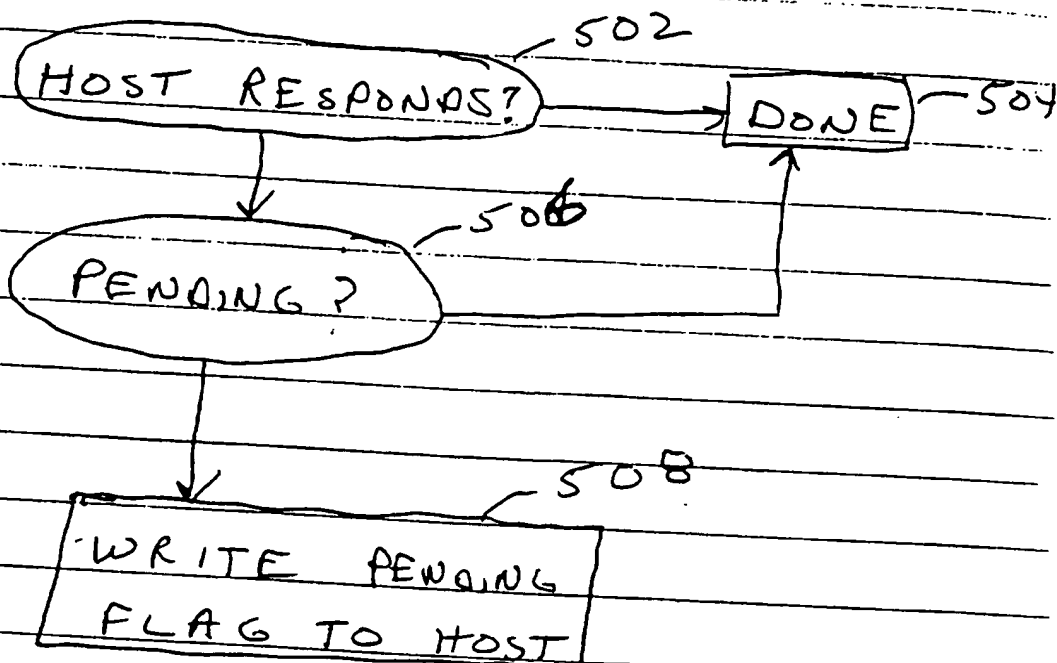 502
HOST RESPONDS?
DONE
504
506
PENDING?
508
WRITE PENDING
FLAG TO HOST